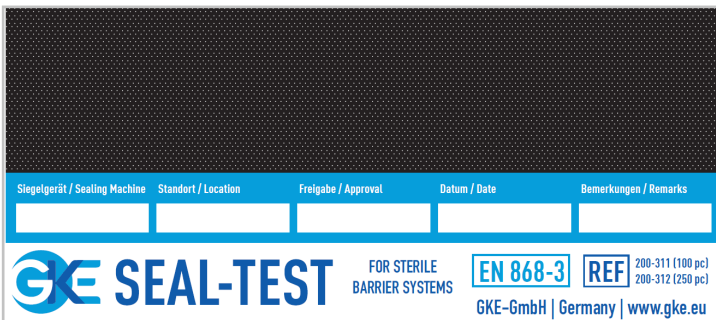 Siegelgerät / Sealing Machine Standort / Location Freigabe / Approval Datum / Date Bemerkungen / Remarks
GKE SEAL-TEST
FOR STERILE
BARRIER SYSTEMS
EN 868-3
REF
200-311 (100 pc)
200-312 (250 pc)
GKE-GmbH | Germany | www.gke.eu